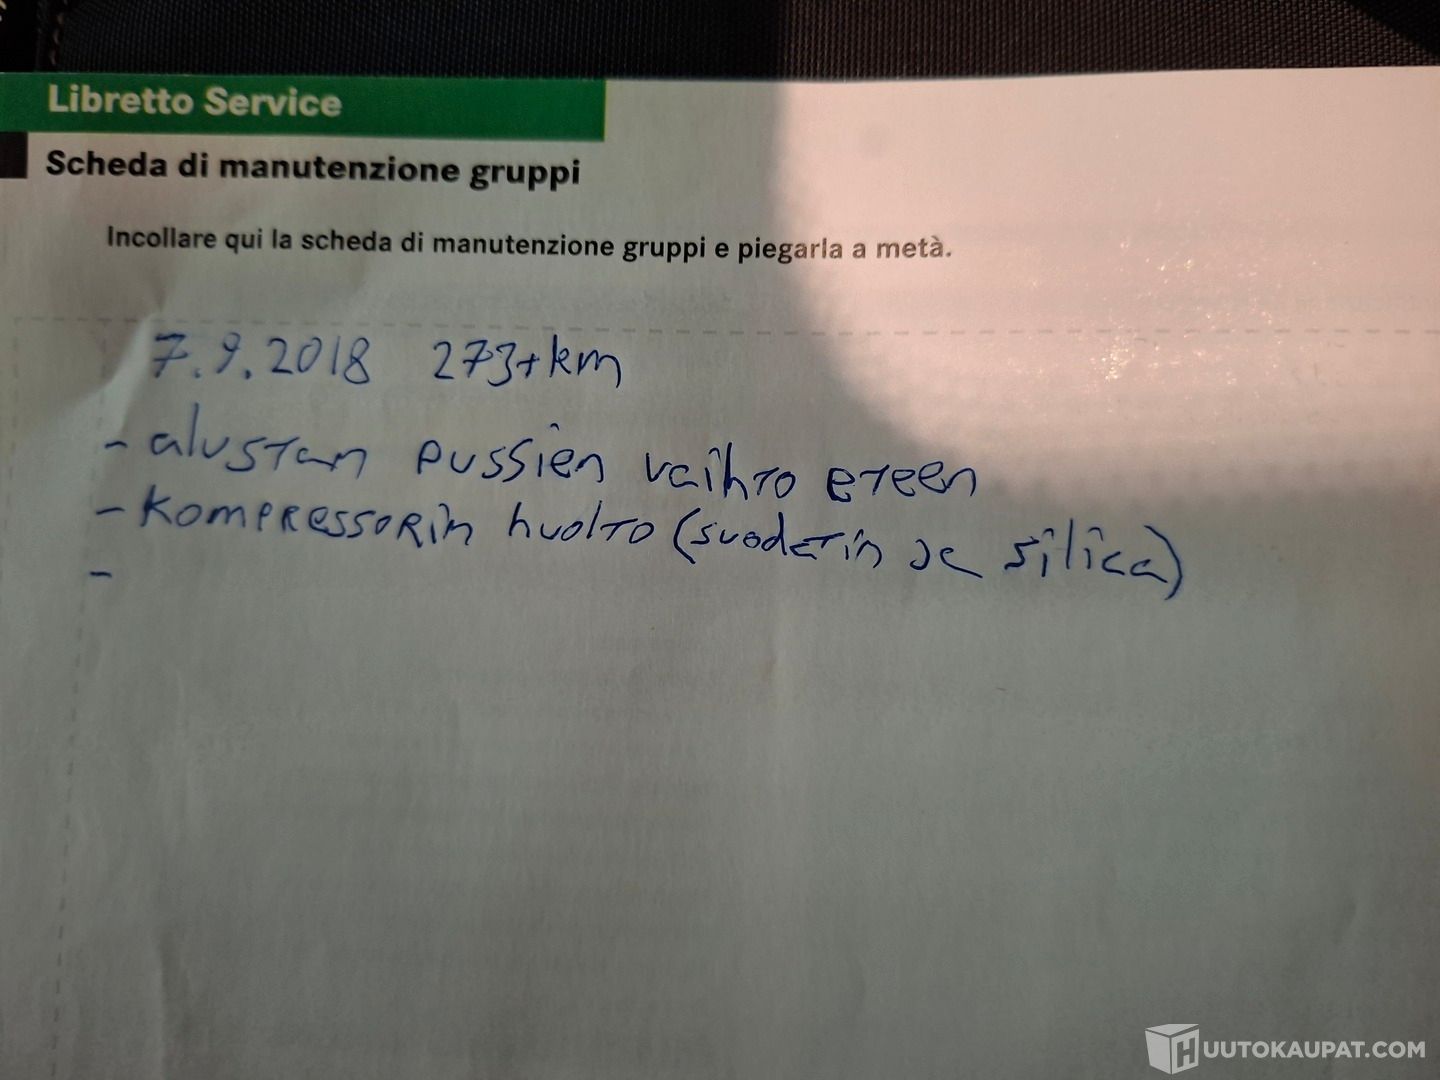 Libretto Service
Scheda di manutenzione gruppi
Incollare qui la scheda di manutenzione gruppi e piegarla a metà.
7.9.2018 273tkm
- alustan pussien vaihto eteen
- kompressorin huolto (suodatin ja silica)
-
HUUTOKAUPAT.COM